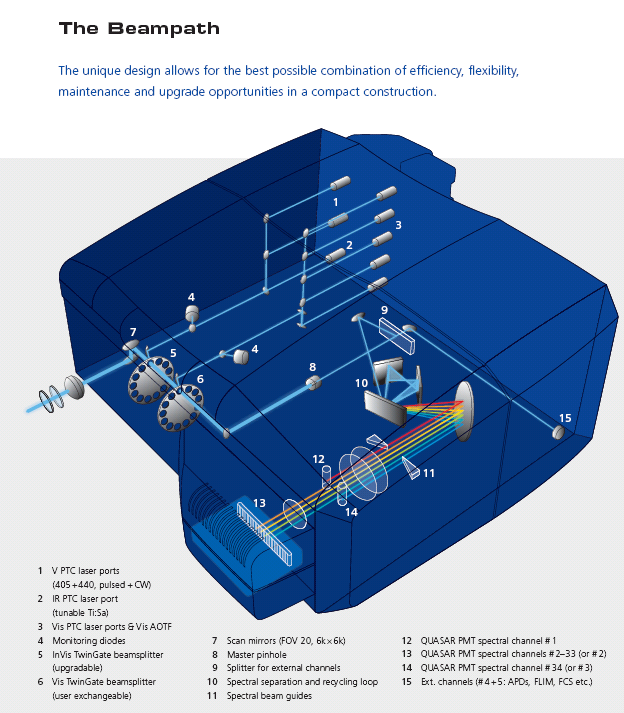 The Beampath
The unique design allows for the best possible combination of efficiency, flexibility,
maintenance and upgrade opportunities in a compact construction.
1
3
2
4
9
7
5
4
8
6
10
15
12
11
13
14
1 V PTC laser ports
(405+440, pulsed + CW)
2 IR PTC laser port
(tunable Ti:Sa)
3 Vis PTC laser ports & Vis AOTF
4 Monitoring diodes
5 InVis TwinGate beamsplitter
(upgradable)
6 Vis TwinGate beamsplitter
(user exchangeable)
7 Scan mirrors (FOV 20, 6k×6k)
8 Master pinhole
9 Splitter for external channels
10 Spectral separation and recycling loop
11 Spectral beam guides
12 QUASAR PMT spectral channel #1
13 QUASAR PMT spectral channels #2–33 (or #2)
14 QUASAR PMT spectral channel #34 (or #3)
15 Ext. channels (#4+5: APDs, FLIM, FCS etc.)